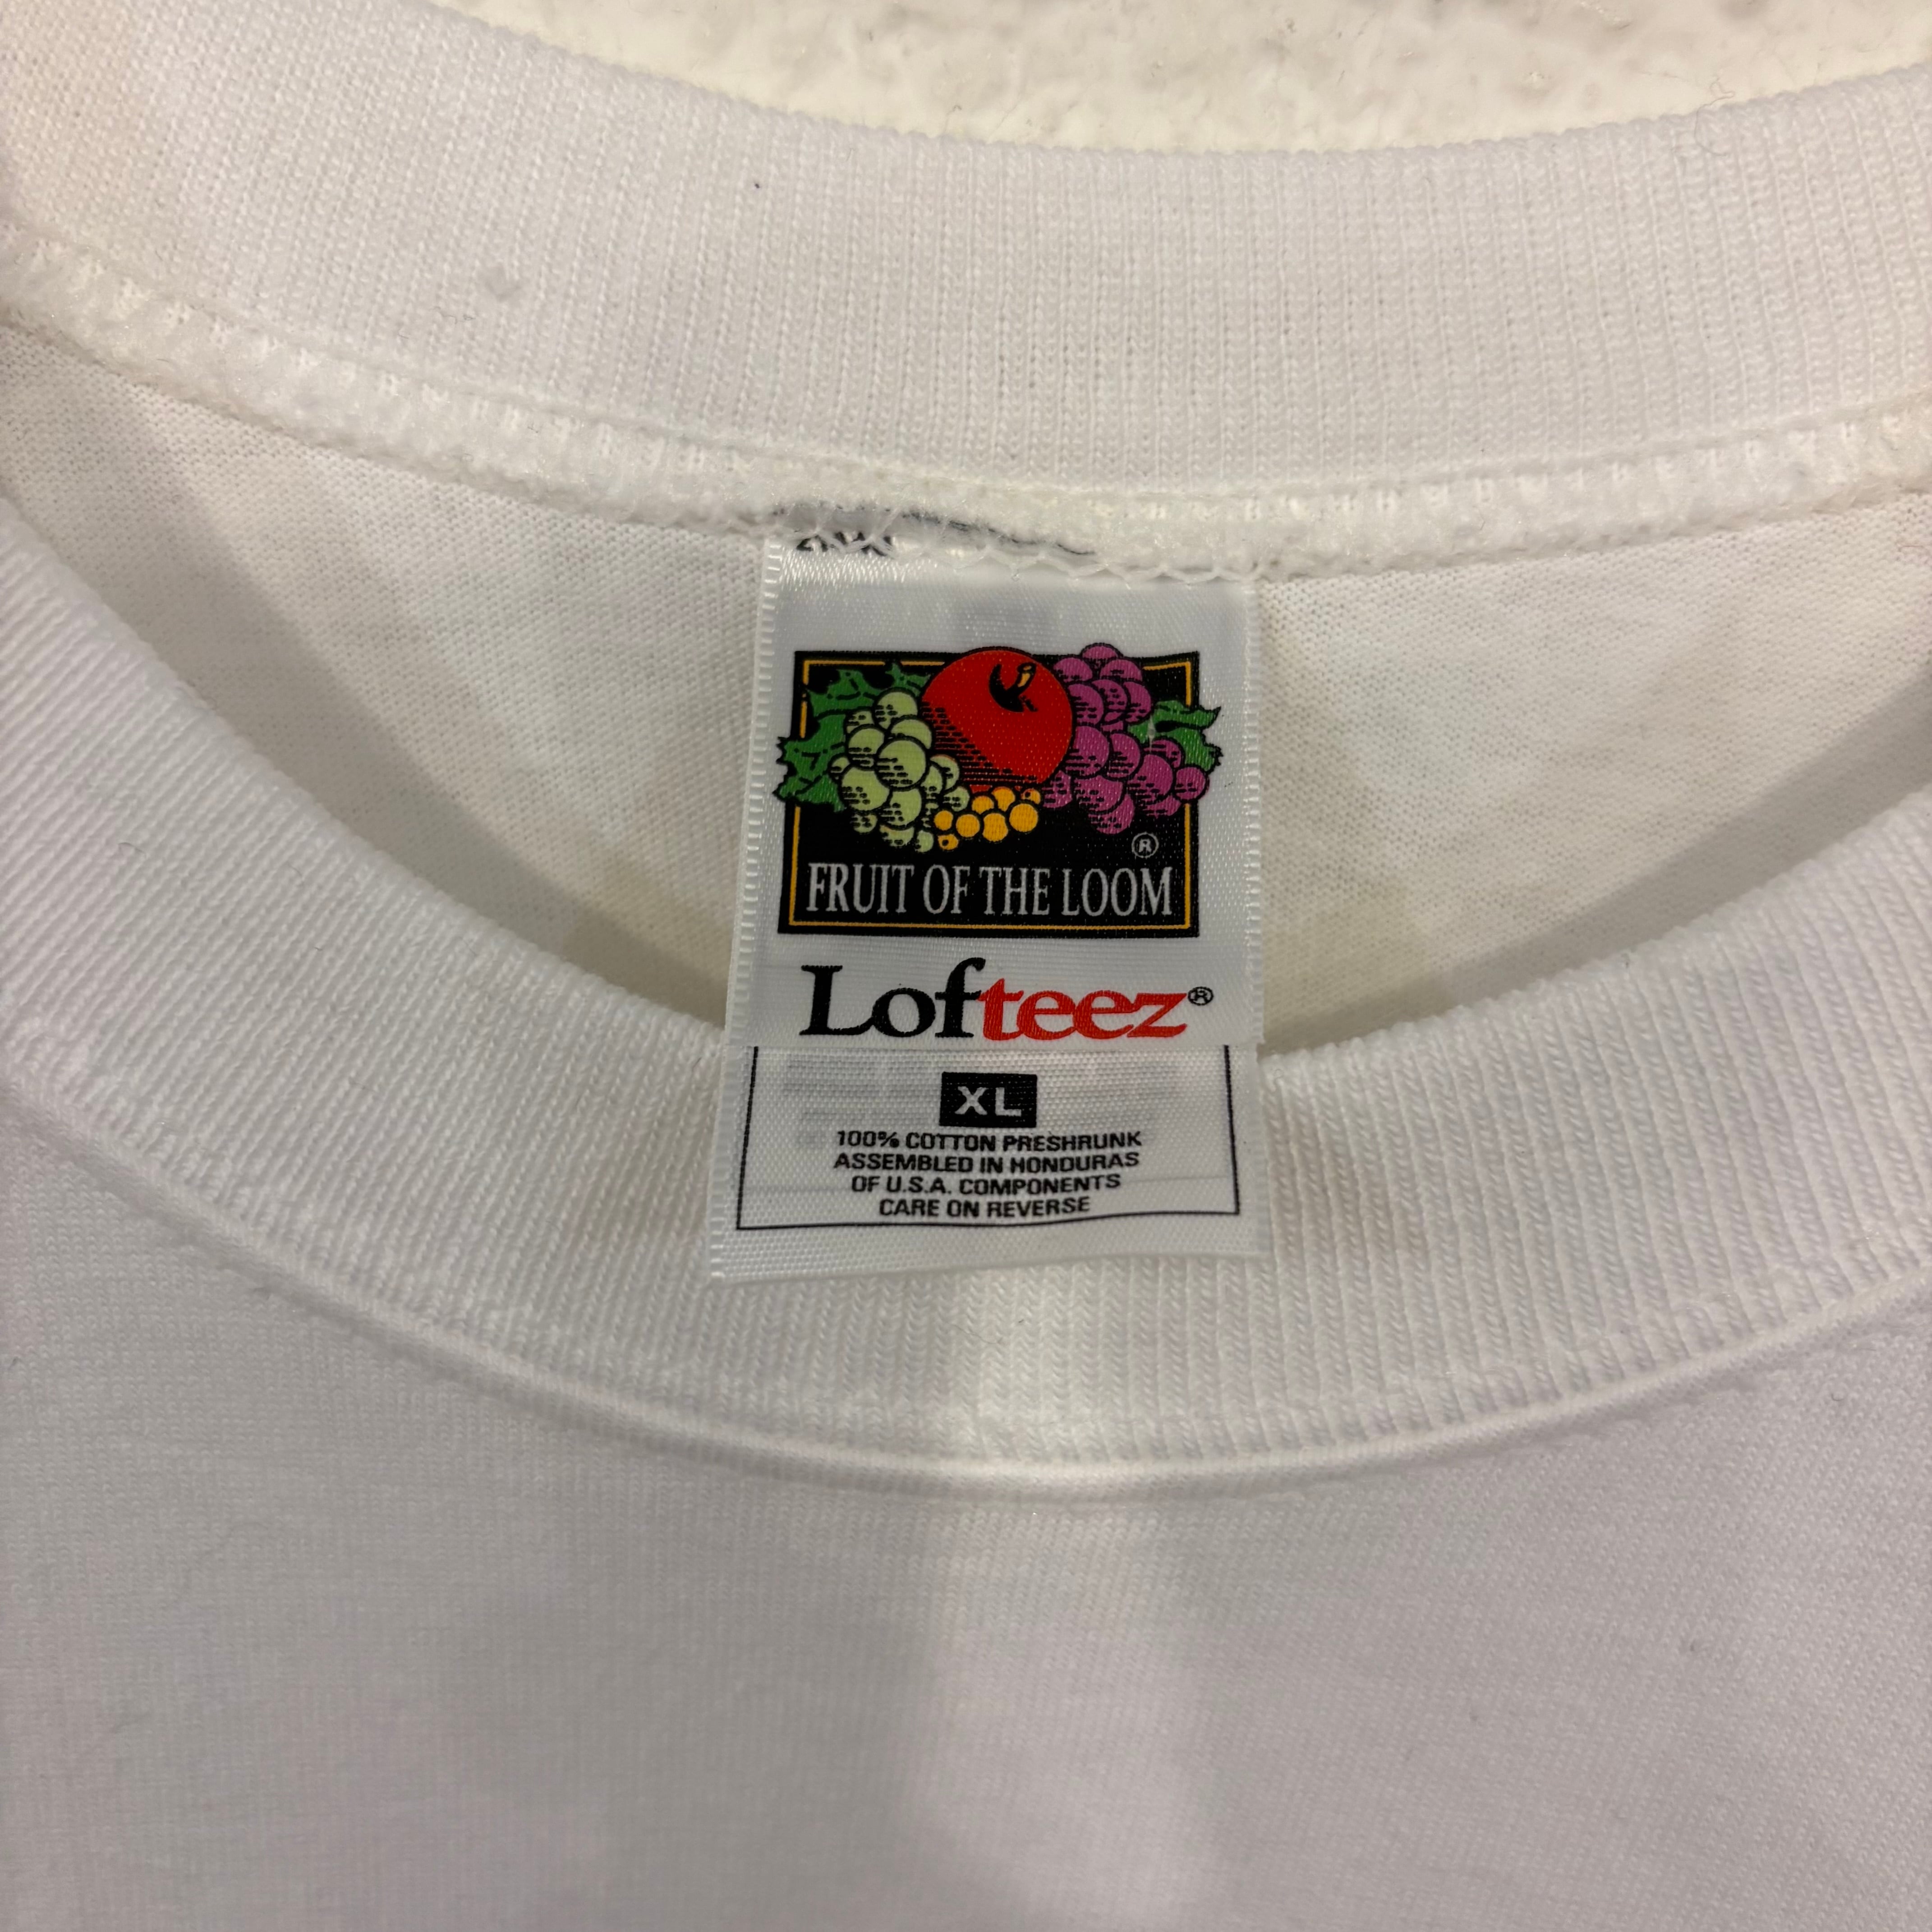 ®
FRUIT OF THE LOOM
Lofteez®
XL
100% COTTON PRESHRUNK
ASSEMBLED IN HONDURAS
OF U.S.A. COMPONENTS
CARE ON REVERSE